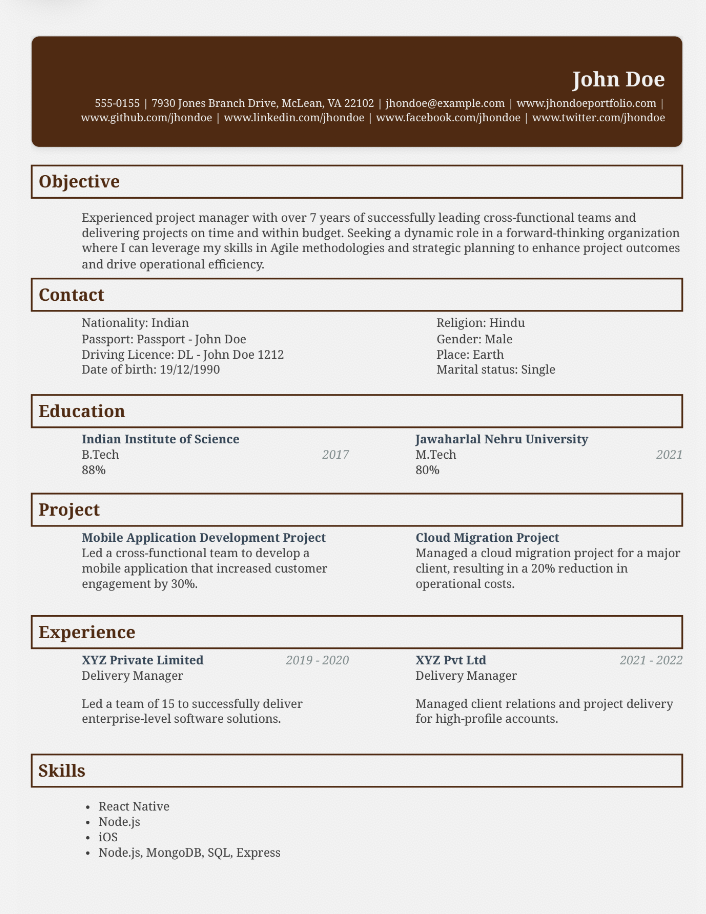 John Doe
555-0155 | 7930 Jones Branch Drive, McLean, VA 22102 | jhondoe@example.com | www.jhondoeportfolio.com |
www.github.com/jhondoe | www.linkedin.com/jhondoe | www.facebook.com/jhondoe | www.twitter.com/jhondoe
Objective
Experienced project manager with over 7 years of successfully leading cross-functional teams and
delivering projects on time and within budget. Seeking a dynamic role in a forward-thinking organization
where I can leverage my skills in Agile methodologies and strategic planning to enhance project outcomes
and drive operational efficiency.
Contact
Nationality: Indian
Passport: Passport - John Doe
Driving Licence: DL - John Doe 1212
Date of birth: 19/12/1990
Religion: Hindu
Gender: Male
Place: Earth
Marital status: Single
Education
Indian Institute of Science
B.Tech 2017
88%
Jawaharlal Nehru University
M.Tech 2021
80%
Project
Mobile Application Development Project
Led a cross-functional team to develop a
mobile application that increased customer
engagement by 30%.
Cloud Migration Project
Managed a cloud migration project for a major
client, resulting in a 20% reduction in
operational costs.
Experience
XYZ Private Limited 2019 - 2020
Delivery Manager
Led a team of 15 to successfully deliver
enterprise-level software solutions.
XYZ Pvt Ltd 2021 - 2022
Delivery Manager
Managed client relations and project delivery
for high-profile accounts.
Skills
• React Native
• Node.js
• iOS
• Node.js, MongoDB, SQL, Express